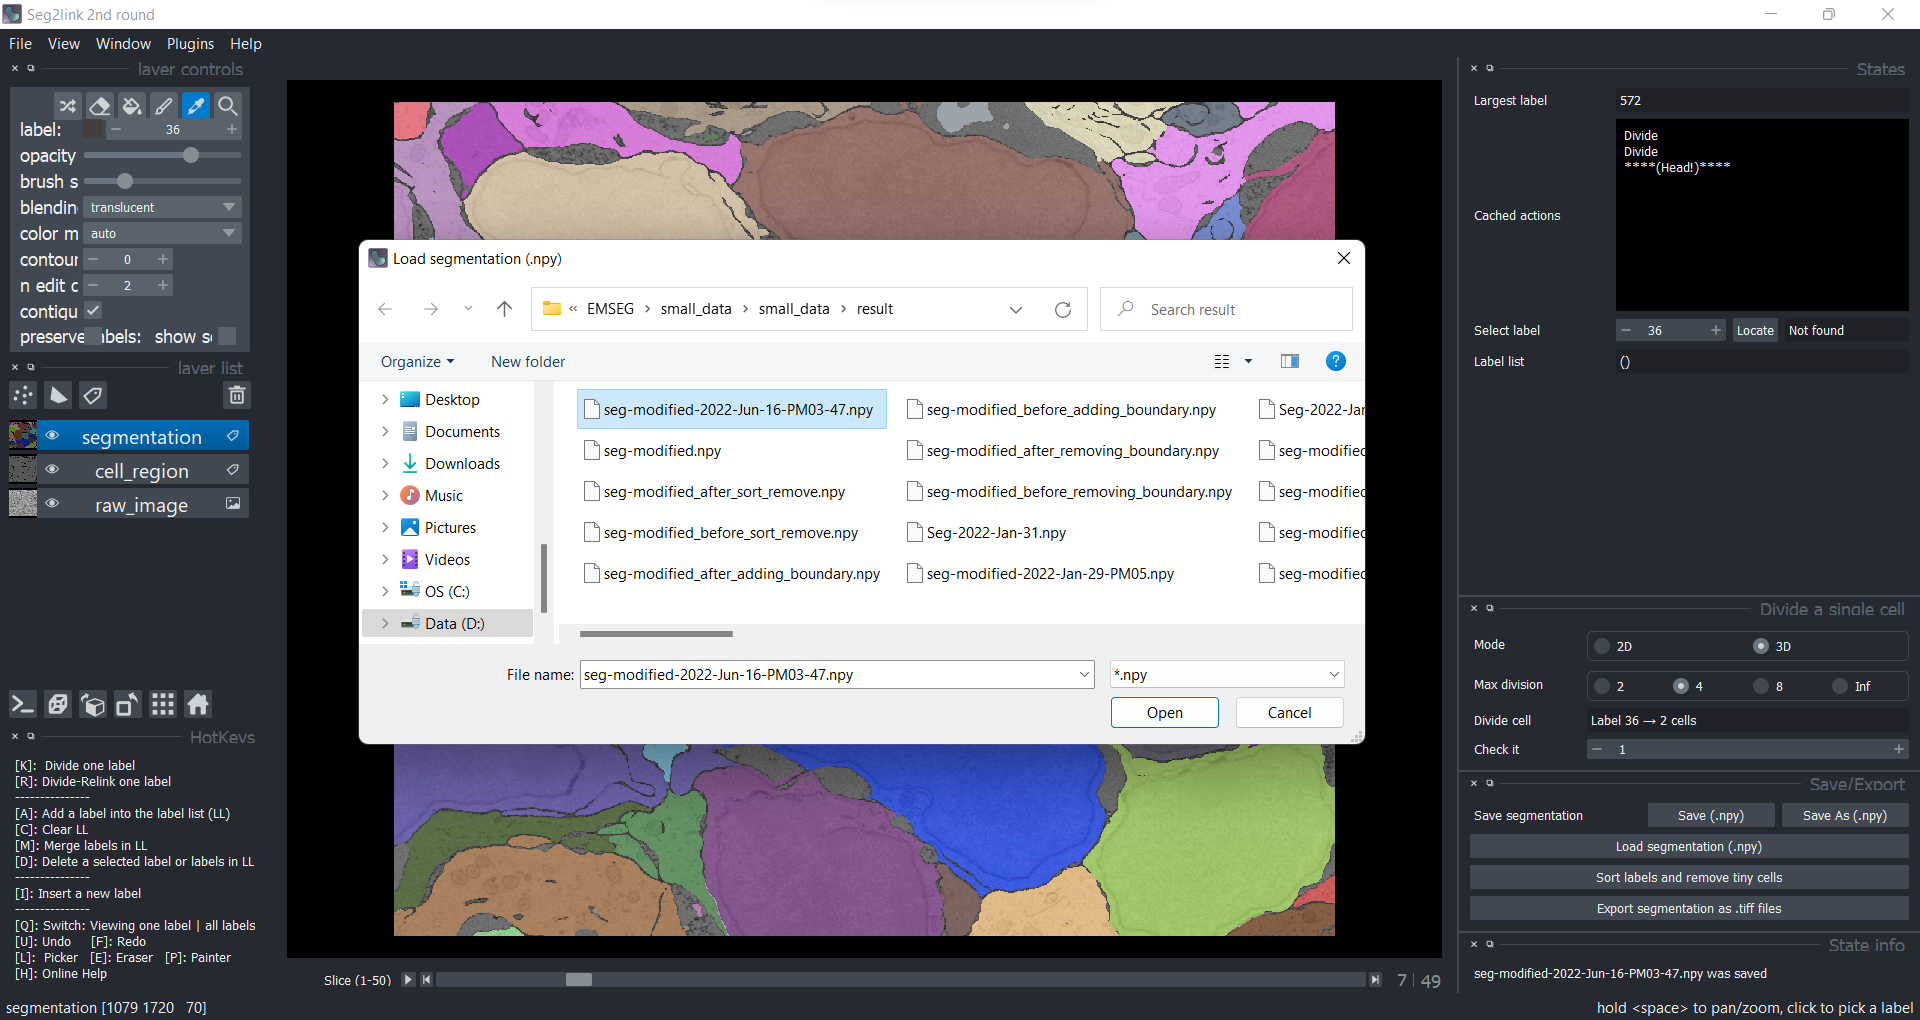 Seg2link 2nd round
File View Window Plugins Help
layer controls
label: 36
opacity
brush s
blendin translucent
color m auto
contour 0
n edit c 2
contigu
preserve abels: show s
layer list
segmentation
cell_region
raw_image
HotKeys
[K]: Divide one label
[R]: Divide-Relink one label
---------------
[A]: Add a label into the label list (LL)
[C]: Clear LL
[M]: Merge labels in LL
[D]: Delete a selected label or labels in LL
---------------
[I]: Insert a new label
---------------
[Q]: Switch: Viewing one label | all labels
[U]: Undo [F]: Redo
[L]: Picker [E]: Eraser [P]: Painter
[H]: Online Help
segmentation [1079 1720 70]
Load segmentation (.npy)
« EMSEG > small_data > small_data > result
Search result
Organize New folder
Desktop
Documents
Downloads
Music
Pictures
Videos
OS (C:)
Data (D:)
seg-modified-2022-Jun-16-PM03-47.npy
seg-modified.npy
seg-modified_after_sort_remove.npy
seg-modified_before_sort_remove.npy
seg-modified_after_adding_boundary.npy
seg-modified_before_adding_boundary.npy
seg-modified_after_removing_boundary.npy
seg-modified_before_removing_boundary.npy
Seg-2022-Jan-31.npy
seg-modified-2022-Jan-29-PM05.npy
Seg-2022-Jan
seg-modified
seg-modified
seg-modified
seg-modified
File name: seg-modified-2022-Jun-16-PM03-47.npy
*.npy
Open Cancel
Slice (1-50) 7 | 49
States
Largest label 572
Cached actions
Divide
Divide
****(Head!)****
Select label 36 Locate Not found
Label list ()
Divide a single cell
Mode 2D 3D
Max division 2 4 8 Inf
Divide cell Label 36 → 2 cells
Check it 1
Save/Export
Save segmentation Save (.npy) Save As (.npy)
Load segmentation (.npy)
Sort labels and remove tiny cells
Export segmentation as .tiff files
State info
seg-modified-2022-Jun-16-PM03-47.npy was saved
hold <space> to pan/zoom, click to pick a label